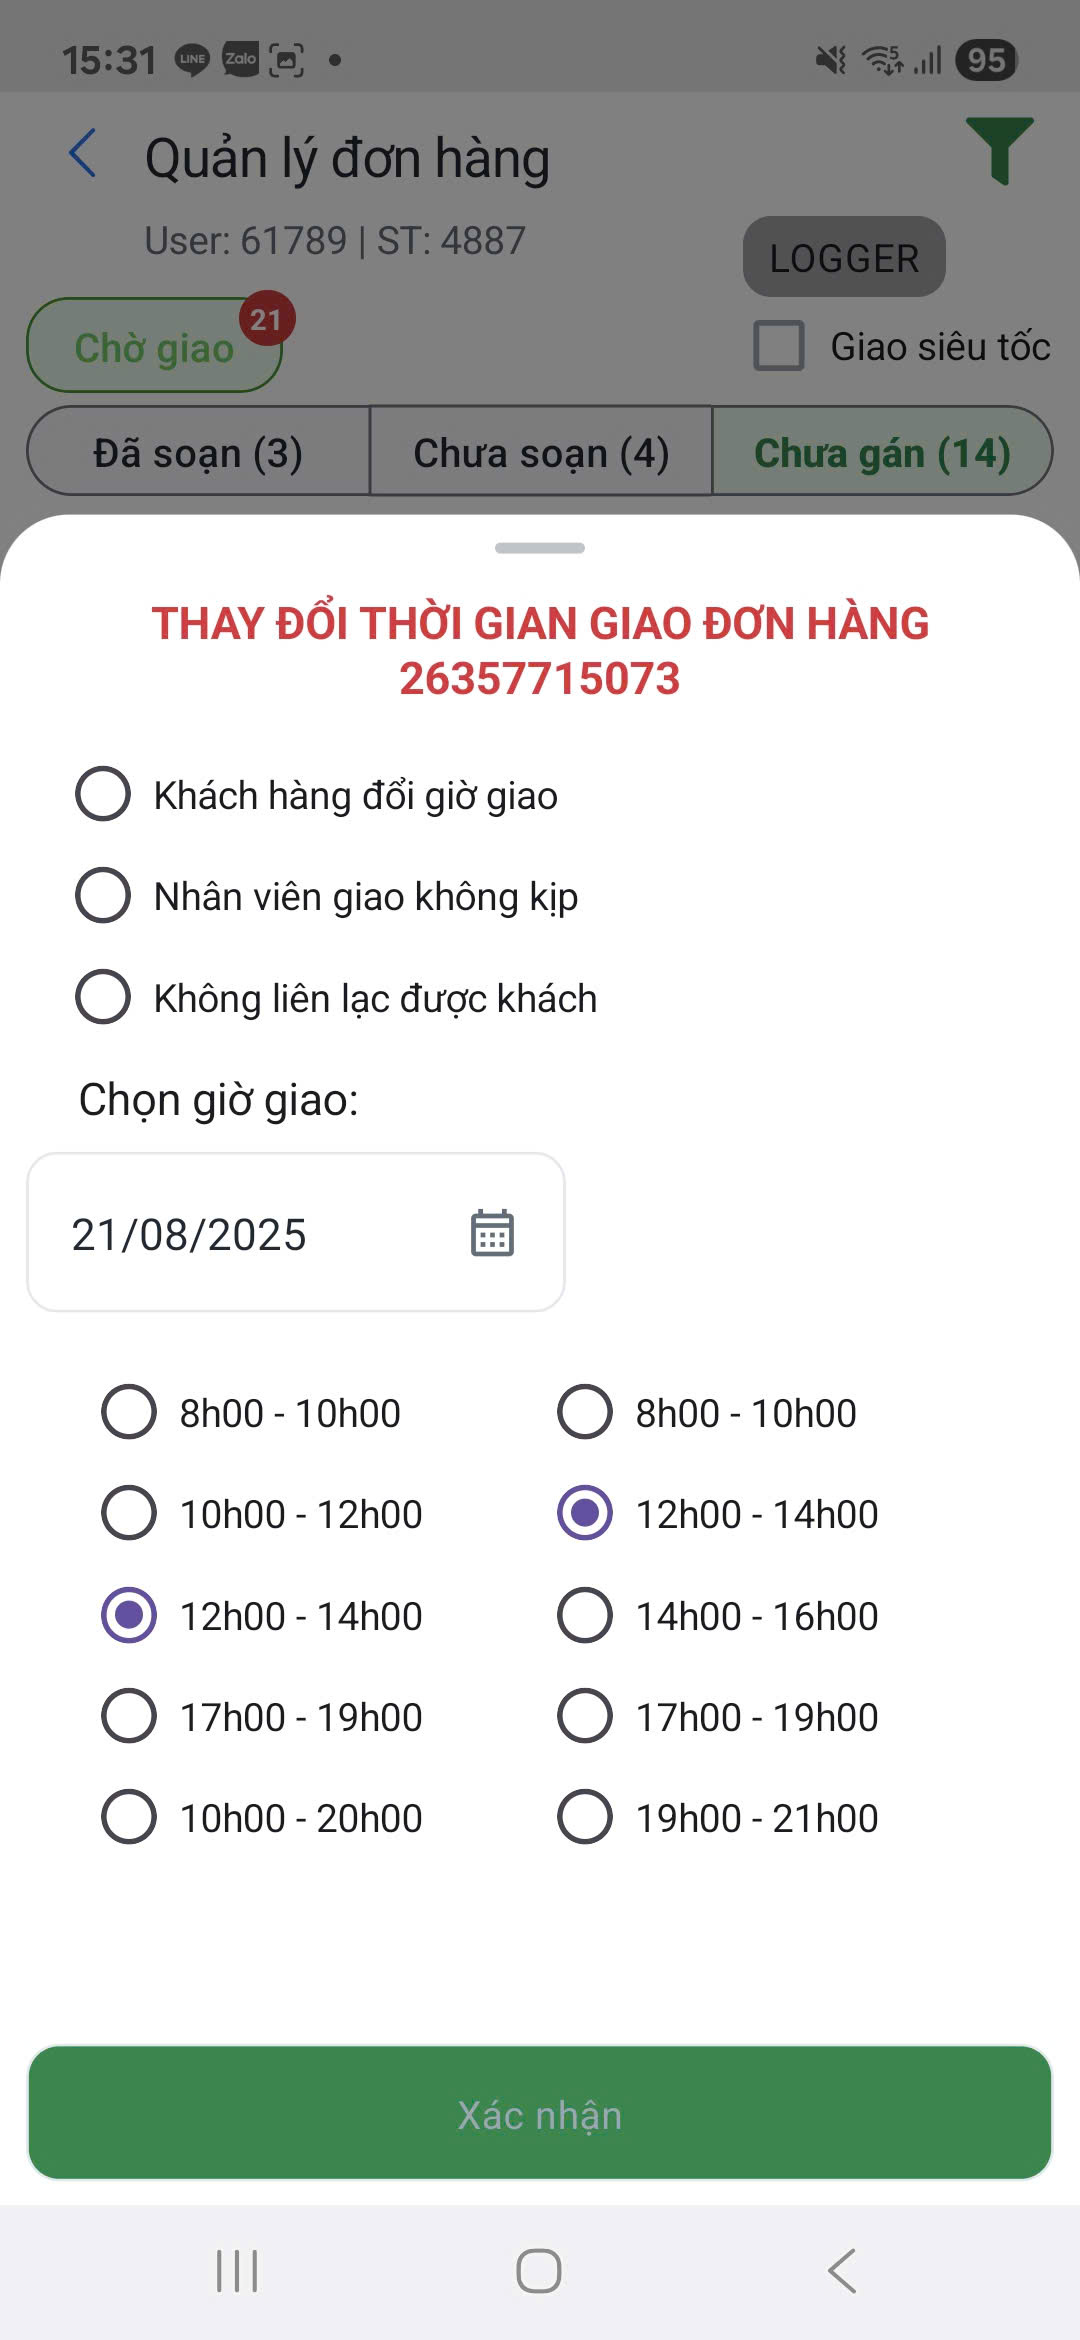 15:31 LINE Zalo 5 95
Quản lý đơn hàng
User: 61789 | ST: 4887
LOGGER
Chờ giao 21
Giao siêu tốc
Đã soạn (3) Chưa soạn (4) Chưa gán (14)
THAY ĐỔI THỜI GIAN GIAO ĐƠN HÀNG
26357715073
Khách hàng đổi giờ giao
Nhân viên giao không kịp
Không liên lạc được khách
Chọn giờ giao:
21/08/2025
8h00 - 10h00 8h00 - 10h00
10h00 - 12h00 12h00 - 14h00
12h00 - 14h00 14h00 - 16h00
17h00 - 19h00 17h00 - 19h00
10h00 - 20h00 19h00 - 21h00
Xác nhận